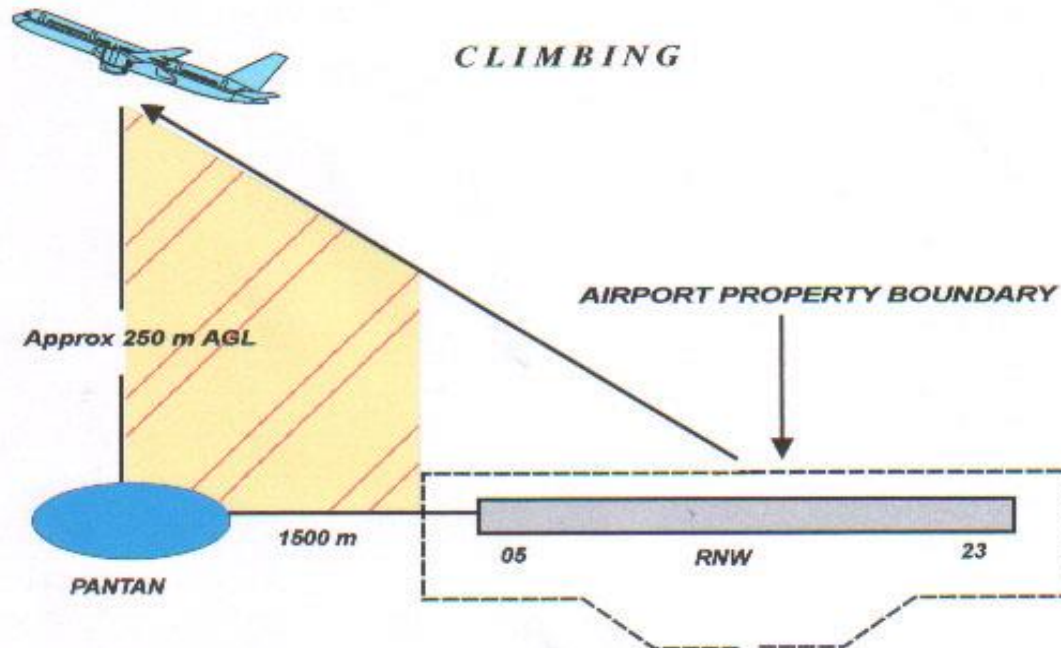 CLIMBING
AIRPORT PROPERTY BOUNDARY
Approx 250 m AGL
1500 m
05
RNW
23
PANTAN